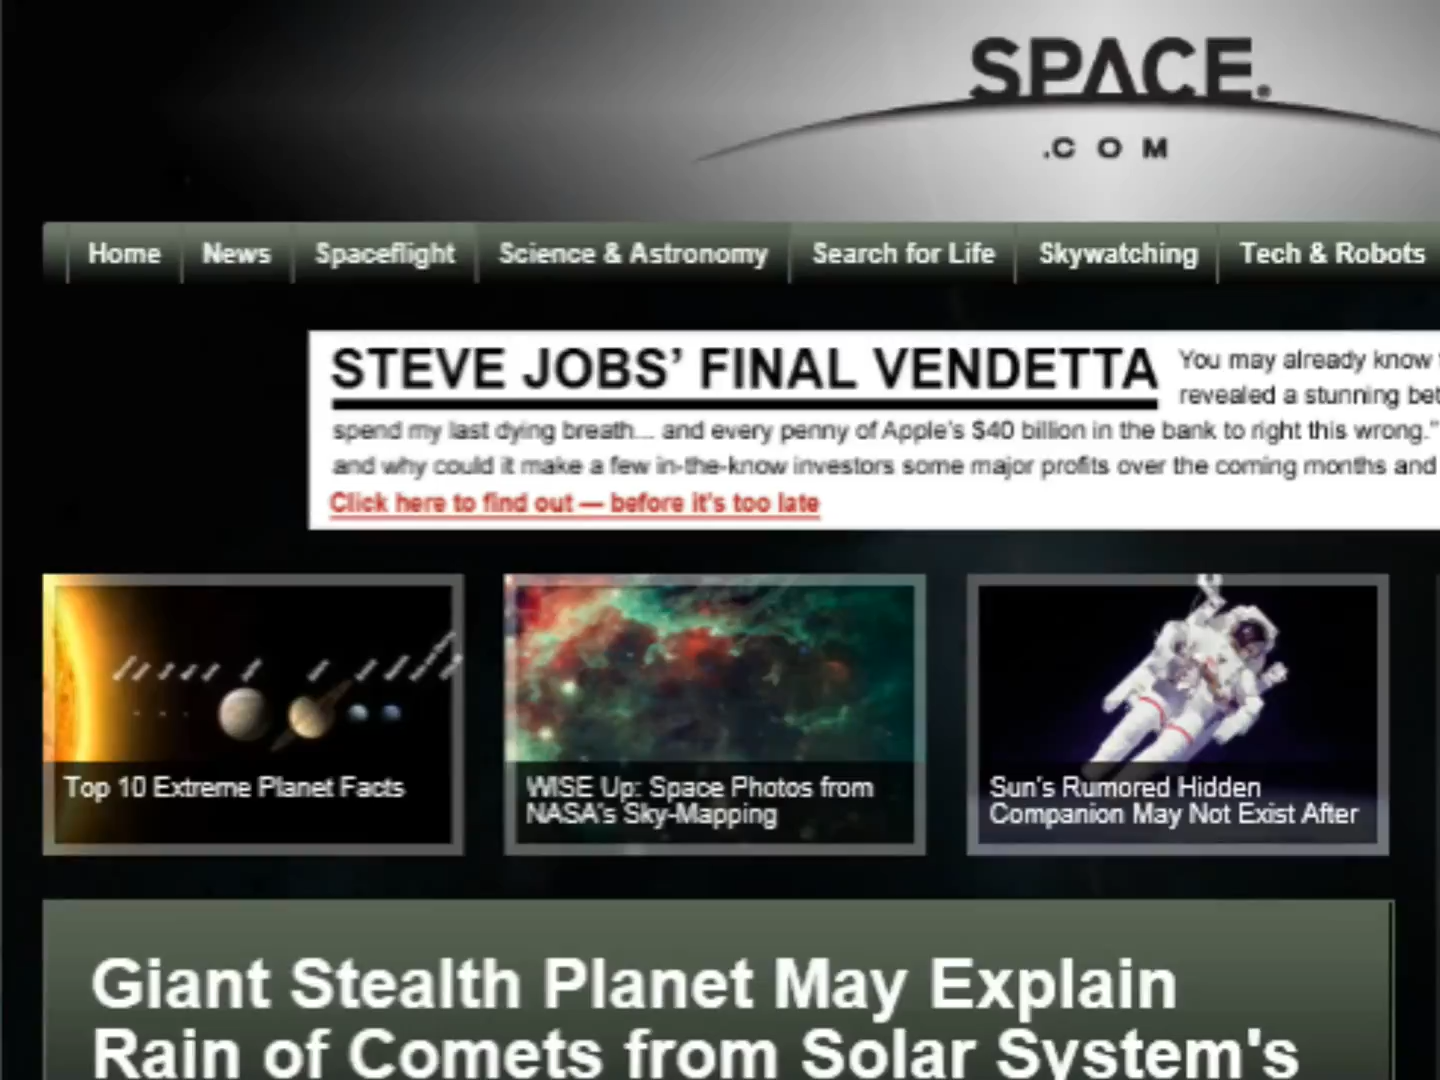 SPACE.
.COM
Home News Spaceflight Science & Astronomy Search for Life Skywatching Tech & Robots
STEVE JOBS' FINAL VENDETTA
You may already know
revealed a stunning
spend my last dying breath... and every penny of Apple's $40 billion in the bank to right this wrong."
and why could it make a few in-the-know investors some major profits over the coming months and
Click here to find out — before it's too late
Top 10 Extreme Planet Facts
WISE Up: Space Photos from
NASA's Sky-Mapping
Sun's Rumored Hidden
Companion May Not Exist After
Giant Stealth Planet May Explain
Rain of Comets from Solar System's